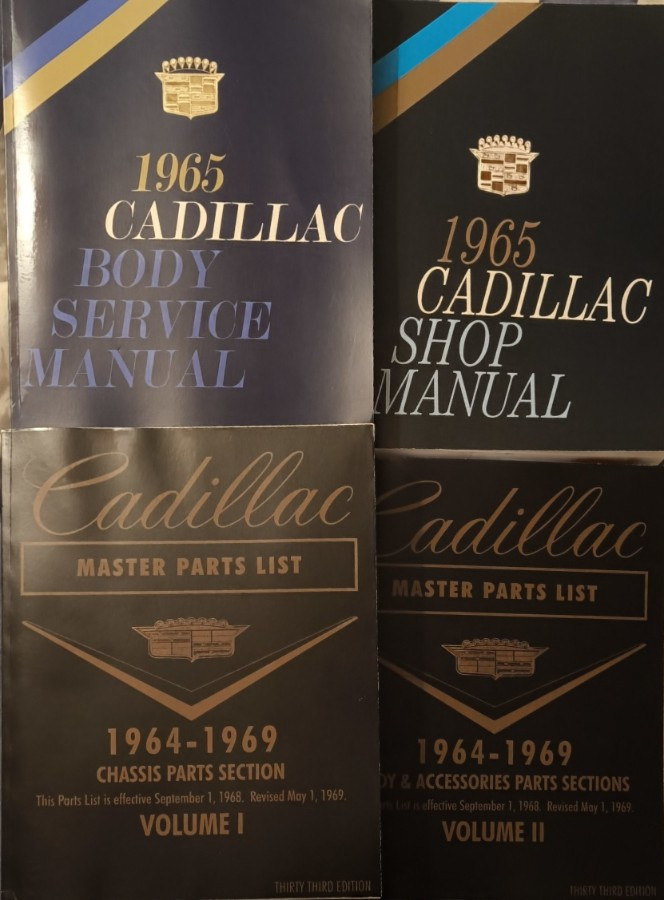 1965
CADILLAC
BODY
SERVICE
MANUAL
1965
CADILLAC
SHOP
MANUAL
Cadillac
MASTER PARTS LIST
1964-1969
CHASSIS PARTS SECTION
This Parts List is effective September 1, 1968. Revised May 1, 1969.
VOLUME I
THIRTY THIRD EDITION
Cadillac
MASTER PARTS LIST
1964-1969
DY & ACCESSORIES PARTS SECTIONS
List is effective September 1, 1968. Revised May 1, 1969.
VOLUME II
THIRTY THIRD EDITION